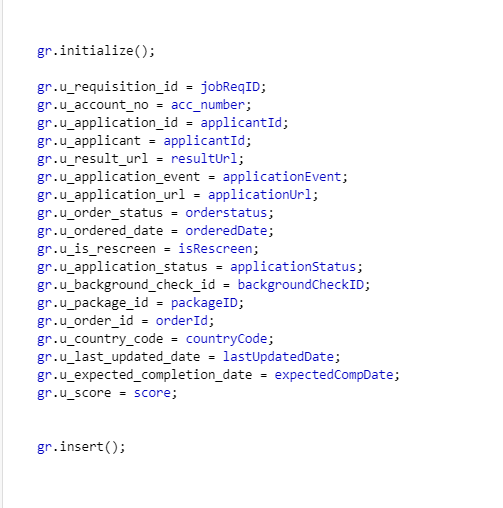 gr.initialize();
gr.u_requisition_id = jobReqID;
gr.u_account_no = acc_number;
gr.u_application_id = applicantId;
gr.u_applicant = applicantId;
gr.u_result_url = resultUrl;
gr.u_application_event = applicationEvent;
gr.u_application_url = applicationUrl;
gr.u_order_status = orderstatus;
gr.u_ordered_date = orderedDate;
gr.u_is_rescreen = isRescreen;
gr.u_application_status = applicationStatus;
gr.u_background_check_id = backgroundCheckID;
gr.u_package_id = packageID;
gr.u_order_id = orderId;
gr.u_country_code = countryCode;
gr.u_last_updated_date = lastUpdatedDate;
gr.u_expected_completion_date = expectedCompDate;
gr.u_score = score;
gr.insert();